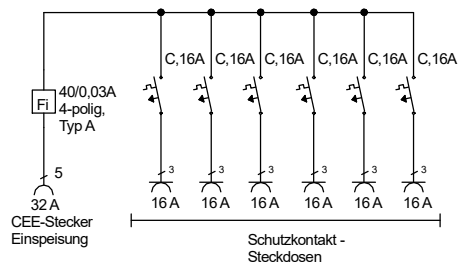 C,16A C,16A C,16A C,16A C,16A C,16A
Fi
40/0,03A
4-polig,
Typ A
5
3 3 3 3 3 3
32 A
16 A 16 A 16 A 16 A 16 A 16 A
CEE-Stecker
Einspeisung
Schutzkontakt -
Steckdosen